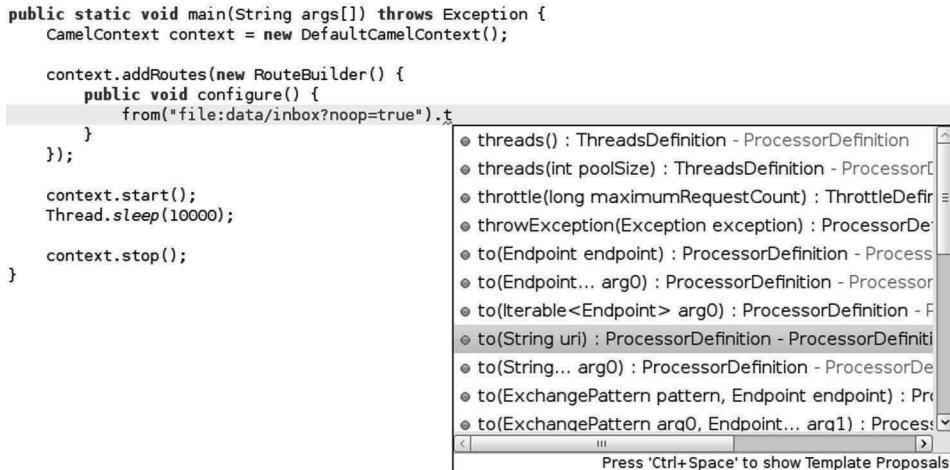 public static void main(String args[]) throws Exception {
CamelContext context = new DefaultCamelContext();
context.addRoutes(new RouteBuilder() {
public void configure() {
from("file:data/inbox?noop=true").t
}
});
context.start();
Thread.sleep(10000);
context.stop();
}
threads() : ThreadsDefinition - ProcessorDefinition
threads(int poolSize) : ThreadsDefinition - Processor
throttle(long maximumRequestCount) : ThrottleDefin
throwException(Exception exception) : ProcessorDe
to(Endpoint endpoint) : ProcessorDefinition - Process
to(Endpoint... arg0) : ProcessorDefinition - Processor
to(Iterable<Endpoint> arg0) : ProcessorDefinition - P
to(String uri) : ProcessorDefinition - ProcessorDefiniti
to(String... arg0) : ProcessorDefinition - ProcessorDe
to(ExchangePattern pattern, Endpoint endpoint) : Pro
to(ExchangePattern arg0, Endpoint... arg1) : Process
Press 'Ctrl+Space' to show Template Proposals